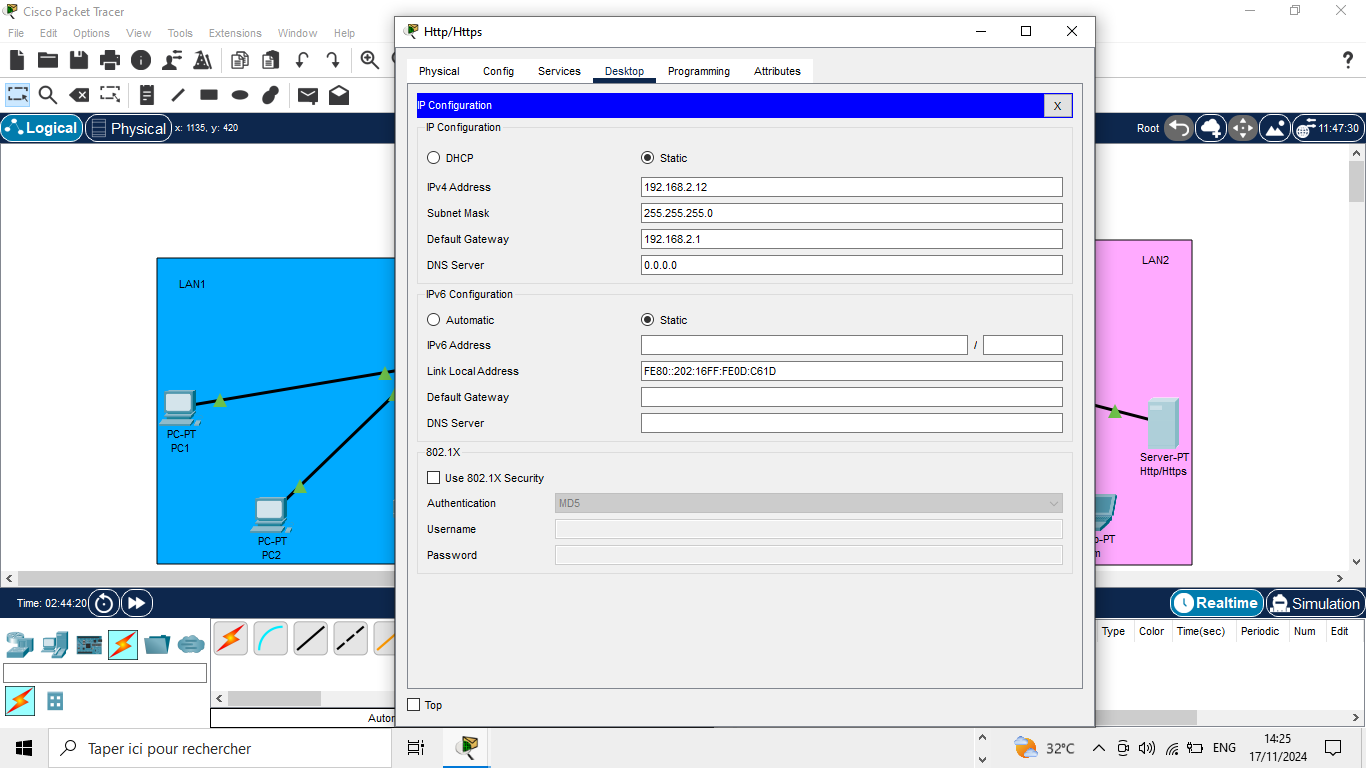 Cisco Packet Tracer
File Edit Options View Tools Extensions Window Help
Logical Physical x: 1135, y: 420
Root 11:47:30
LAN1
PC-PT
PC1
PC-PT
PC2
Http/Https
Physical Config Services Desktop Programming Attributes
IP Configuration X
IP Configuration
DHCP Static
IPv4 Address 192.168.2.12
Subnet Mask 255.255.255.0
Default Gateway 192.168.2.1
DNS Server 0.0.0.0
IPv6 Configuration
Automatic Static
IPv6 Address /
Link Local Address FE80::202:16FF:FE0D:C61D
Default Gateway
DNS Server
802.1X
Use 802.1X Security
Authentication MD5
Username
Password
Top
LAN2
Server-PT
Http/Https
p-PT
m
Time: 02:44:20
Realtime Simulation
Type Color Time(sec) Periodic Num Edit
Autor
Taper ici pour rechercher
32°C ENG 14:25
17/11/2024